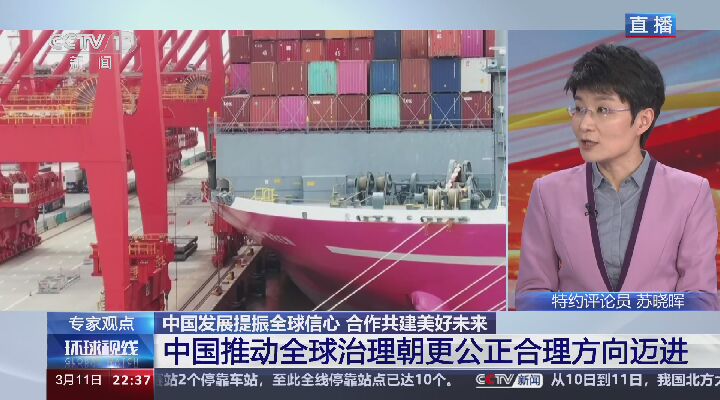 CCTV 13
新闻
直播
特约评论员 苏晓晖
专家观点
中国发展提振全球信心 合作共建美好未来
环球视线
中国推动全球治理朝更公正合理方向迈进
3月11日 22:37 站2个停靠车站，至此全线停靠站点已达10个。 CCTV新闻 从10日到11日，我国北方大